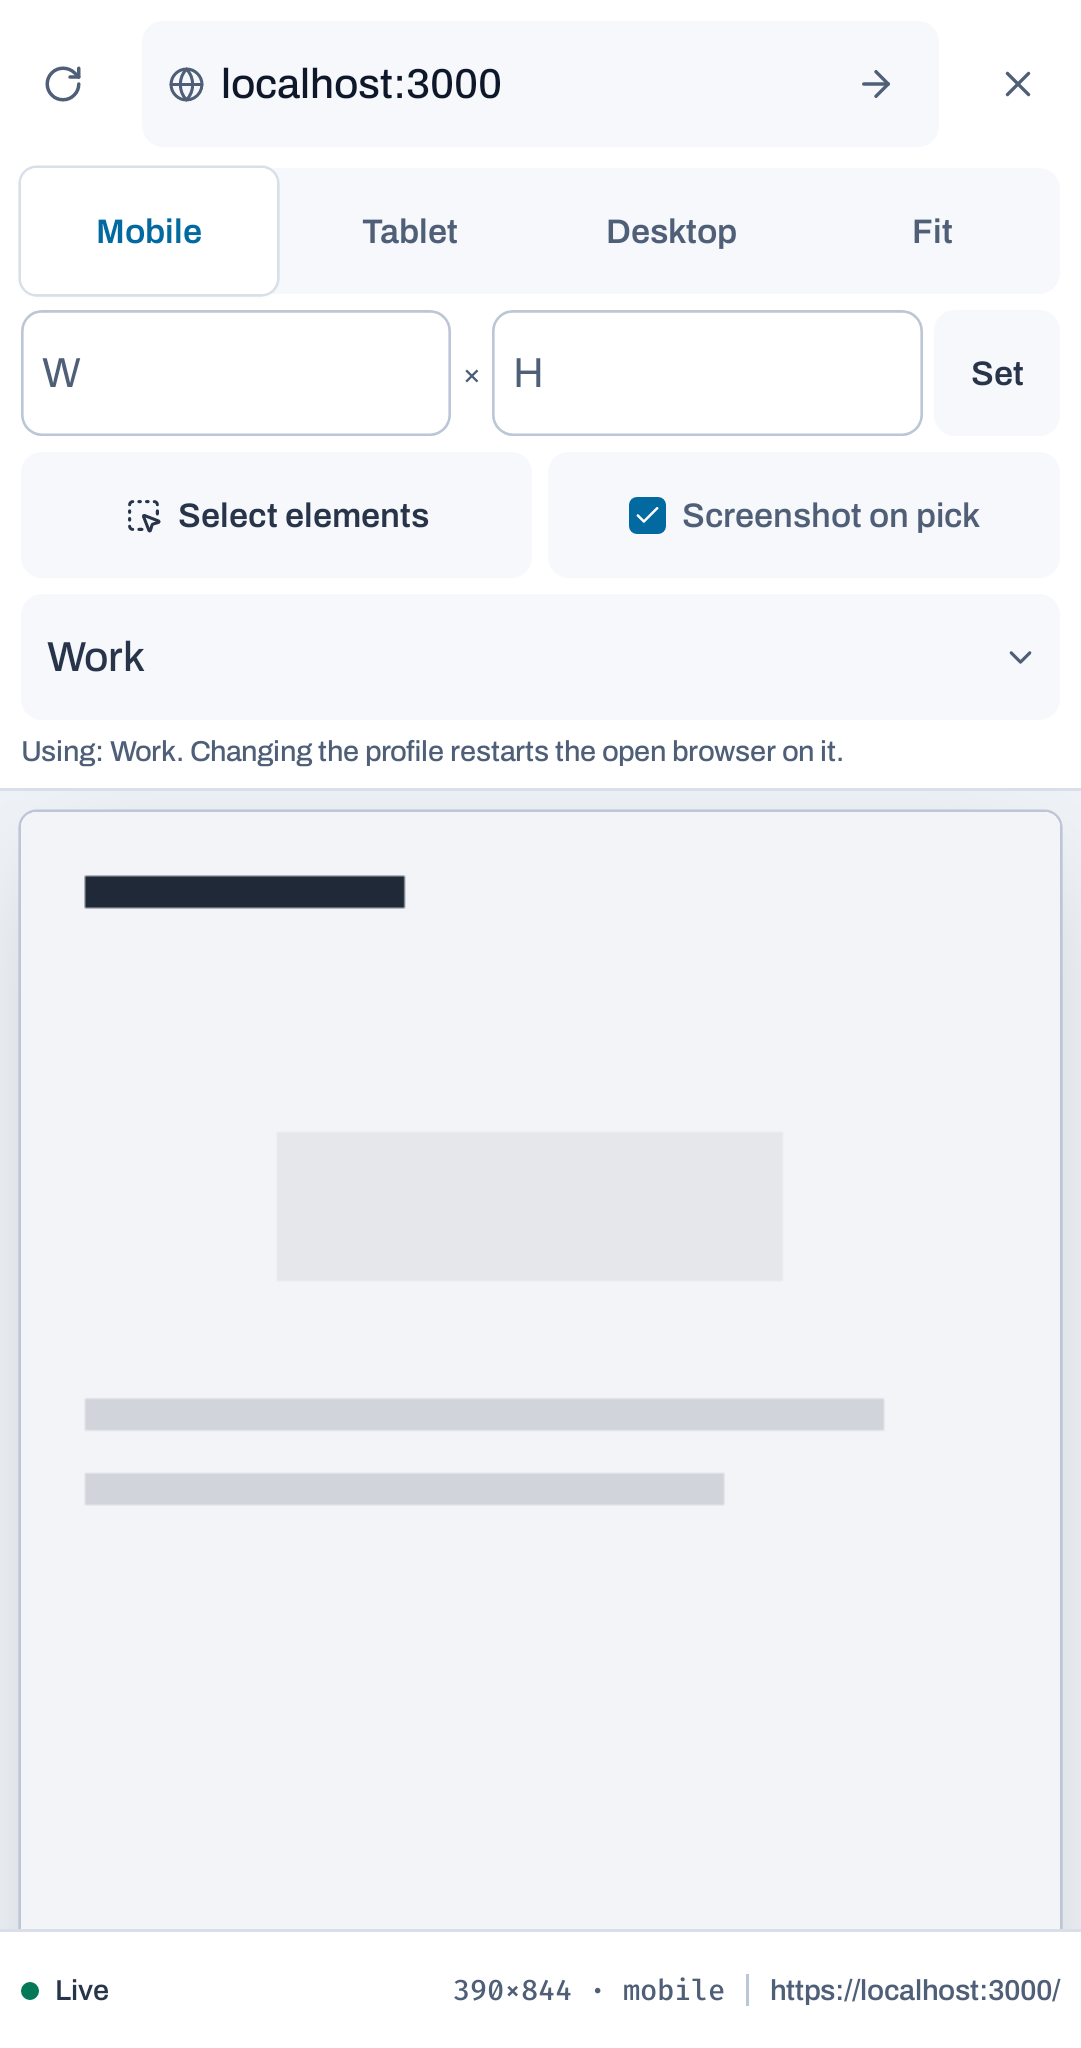 localhost:3000
Mobile Tablet Desktop Fit
W × H Set
Select elements Screenshot on pick
Work
Using: Work. Changing the profile restarts the open browser on it.
Live 390×844 · mobile https://localhost:3000/